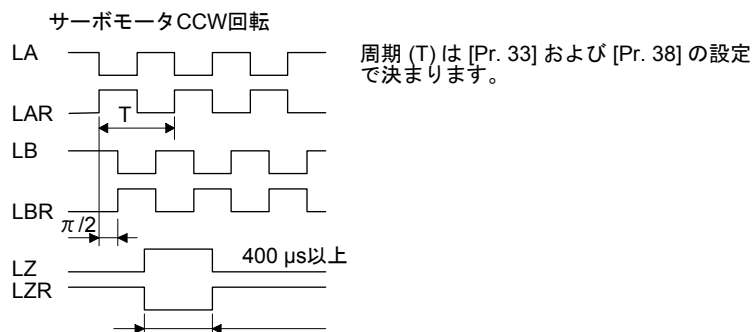 サーボモータCCW回転
LA
周期 (T) は [Pr. 33] および [Pr. 38] の設定
で決まります。
LAR
T
LB
LBR
π/2
LZ
400 μs以上
LZR